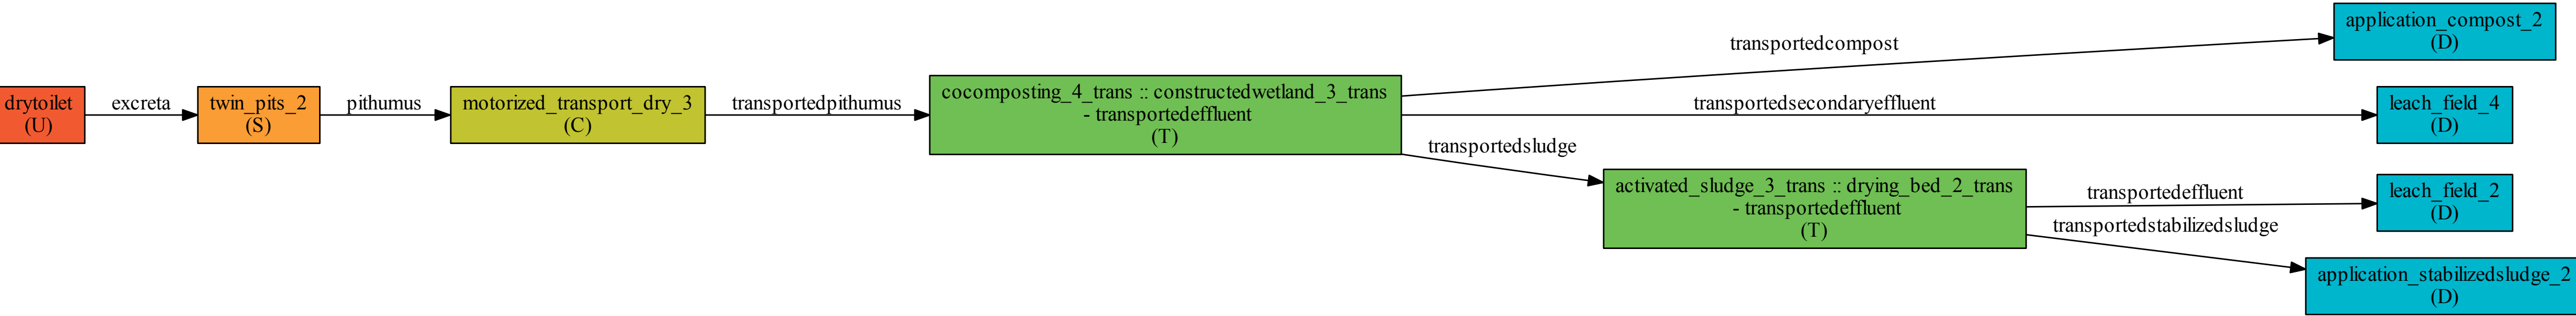 drytoilet
(U)
excreta
twin_pits_2
(S)
pithumus
motorized_transport_dry_3
(C)
transportedpithumus
cocomposting_4_trans :: constructedwetland_3_trans
- transportedeffluent
(T)
transportedcompost
application_compost_2
(D)
transportedsecondaryeffluent
leach_field_4
(D)
transportedsludge
activated_sludge_3_trans :: drying_bed_2_trans
- transportedeffluent
(T)
transportedeffluent
leach_field_2
(D)
transportedstabilizedsludge
application_stabilizedsludge_2
(D)